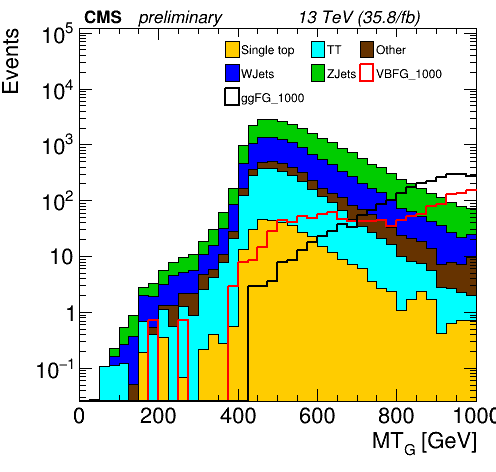 CMS preliminary 13 TeV (35.8/fb)
Events
Single top TT Other
WJets ZJets VBFG_1000
ggFG_1000
10^5
10^4
10^3
10^2
10
1
10^−1
0 200 400 600 800 1000
MT_G [GeV]